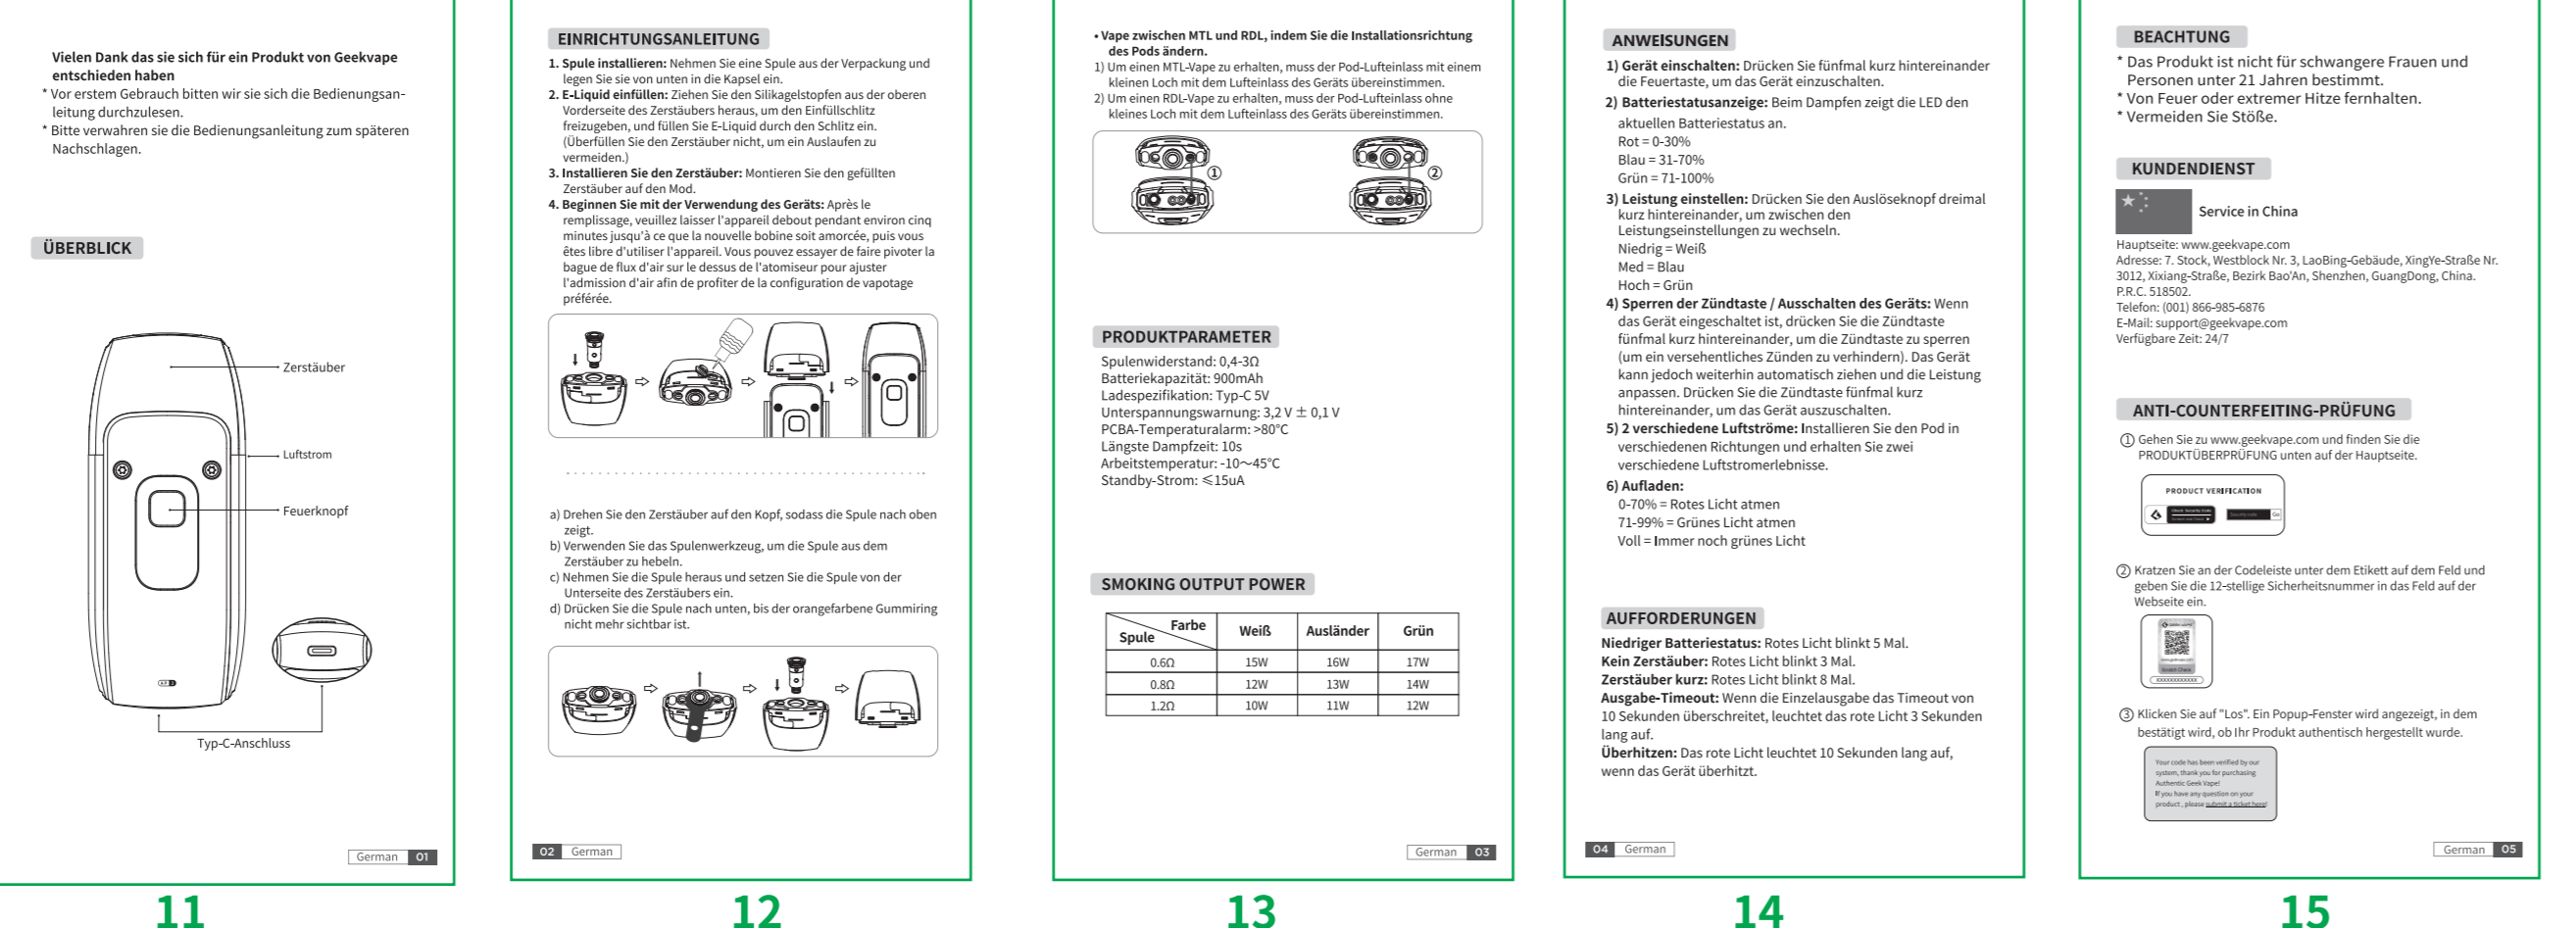 Vielen Dank das sie sich für ein Produkt von Geekvape
entschieden haben
* Vor erstem Gebrauch bitten wir sie sich die Bedienungsan-
leitung durchzulesen.
* Bitte verwahren sie die Bedienungsanleitung zum späteren
Nachschlagen.
ÜBERBLICK
Zerstäuber
Luftstrom
Feuerknopf
Typ-C-Anschluss
German 01
11
EINRICHTUNGSANLEITUNG
1. Spule installieren: Nehmen Sie eine Spule aus der Verpackung und
legen Sie sie von unten in die Kapsel ein.
2. E-Liquid einfüllen: Ziehen Sie den Silikagelstopfen aus der oberen
Vorderseite des Zerstäubers heraus, um den Einfüllschlitz
freizugeben, und füllen Sie E-Liquid durch den Schlitz ein.
(Überfüllen Sie den Zerstäuber nicht, um ein Auslaufen zu
vermeiden.)
3. Installieren Sie den Zerstäuber: Montieren Sie den gefüllten
Zerstäuber auf den Mod.
4. Beginnen Sie mit der Verwendung des Geräts: Après le
remplissage, veuillez laisser l'appareil debout pendant environ cinq
minutes jusqu'à ce que la nouvelle bobine soit amorcée, puis vous
êtes libre d'utiliser l'appareil. Vous pouvez essayer de faire pivoter la
bague de flux d'air sur le dessus de l'atomiseur pour ajuster
l'admission d'air afin de profiter de la configuration de vapotage
préférée.
a) Drehen Sie den Zerstäuber auf den Kopf, sodass die Spule nach oben
zeigt.
b) Verwenden Sie das Spulenwerkzeug, um die Spule aus dem
Zerstäuber zu hebeln.
c) Nehmen Sie die Spule heraus und setzen Sie die Spule von der
Unterseite des Zerstäubers ein.
d) Drücken Sie die Spule nach unten, bis der orangefarbene Gummiring
nicht mehr sichtbar ist.
02 German
12
• Vape zwischen MTL und RDL, indem Sie die Installationsrichtung
des Pods ändern.
1) Um einen MTL-Vape zu erhalten, muss der Pod-Lufteinlass mit einem
kleinen Loch mit dem Lufteinlass des Geräts übereinstimmen.
2) Um einen RDL-Vape zu erhalten, muss der Pod-Lufteinlass ohne
kleines Loch mit dem Lufteinlass des Geräts übereinstimmen.
① ②
PRODUKTPARAMETER
Spulenwiderstand: 0,4-3Ω
Batteriekapazität: 900mAh
Ladespezifikation: Typ-C 5V
Unterspannungswarnung: 3,2 V ± 0,1 V
PCBA-Temperaturalarm: >80°C
Längste Dampfzeit: 10s
Arbeitstemperatur: -10～45°C
Standby-Strom: ≤15uA
SMOKING OUTPUT POWER
Spule Farbe Weiß Ausländer Grün
0.6Ω 15W 16W 17W
0.8Ω 12W 13W 14W
1.2Ω 10W 11W 12W
German 03
13
ANWEISUNGEN
1) Gerät einschalten: Drücken Sie fünfmal kurz hintereinander
die Feuertaste, um das Gerät einzuschalten.
2) Batteriestatusanzeige: Beim Dampfen zeigt die LED den
aktuellen Batteriestatus an.
Rot = 0-30%
Blau = 31-70%
Grün = 71-100%
3) Leistung einstellen: Drücken Sie den Auslöseknopf dreimal
kurz hintereinander, um zwischen den
Leistungseinstellungen zu wechseln.
Niedrig = Weiß
Med = Blau
Hoch = Grün
4) Sperren der Zündtaste / Ausschalten des Geräts: Wenn
das Gerät eingeschaltet ist, drücken Sie die Zündtaste
fünfmal kurz hintereinander, um die Zündtaste zu sperren
(um ein versehentliches Zünden zu verhindern). Das Gerät
kann jedoch weiterhin automatisch ziehen und die Leistung
anpassen. Drücken Sie die Zündtaste fünfmal kurz
hintereinander, um das Gerät auszuschalten.
5) 2 verschiedene Luftströme: Installieren Sie den Pod in
verschiedenen Richtungen und erhalten Sie zwei
verschiedene Luftstromerlebnisse.
6) Aufladen:
0-70% = Rotes Licht atmen
71-99% = Grünes Licht atmen
Voll = Immer noch grünes Licht
AUFFORDERUNGEN
Niedriger Batteriestatus: Rotes Licht blinkt 5 Mal.
Kein Zerstäuber: Rotes Licht blinkt 3 Mal.
Zerstäuber kurz: Rotes Licht blinkt 8 Mal.
Ausgabe-Timeout: Wenn die Einzelausgabe das Timeout von
10 Sekunden überschreitet, leuchtet das rote Licht 3 Sekunden
lang auf.
Überhitzen: Das rote Licht leuchtet 10 Sekunden lang auf,
wenn das Gerät überhitzt.
04 German
14
BEACHTUNG
* Das Produkt ist nicht für schwangere Frauen und
Personen unter 21 Jahren bestimmt.
* Von Feuer oder extremer Hitze fernhalten.
* Vermeiden Sie Stöße.
KUNDENDIENST
Service in China
Hauptseite: www.geekvape.com
Adresse: 7. Stock, Westblock Nr. 3, LaoBing-Gebäude, XingYe-Straße Nr.
3012, Xixiang-Straße, Bezirk Bao'An, Shenzhen, GuangDong, China.
P.R.C. 518502.
Telefon: (001) 866-985-6876
E-Mail: support@geekvape.com
Verfügbare Zeit: 24/7
ANTI-COUNTERFEITING-PRÜFUNG
① Gehen Sie zu www.geekvape.com und finden Sie die
PRODUKTÜBERPRÜFUNG unten auf der Hauptseite.
PRODUCT VERIFICATION
Check Security Code
Go
② Kratzen Sie an der Codeleiste unter dem Etikett auf dem Feld und
geben Sie die 12-stellige Sicherheitsnummer in das Feld auf der
Webseite ein.
③ Klicken Sie auf "Los". Ein Popup-Fenster wird angezeigt, in dem
bestätigt wird, ob Ihr Produkt authentisch hergestellt wurde.
Your code has been verified by our
system, thank you for purchasing
Authentic Geek Vape!
If you have any question on your
product , please submit a ticket here!
German 05
15